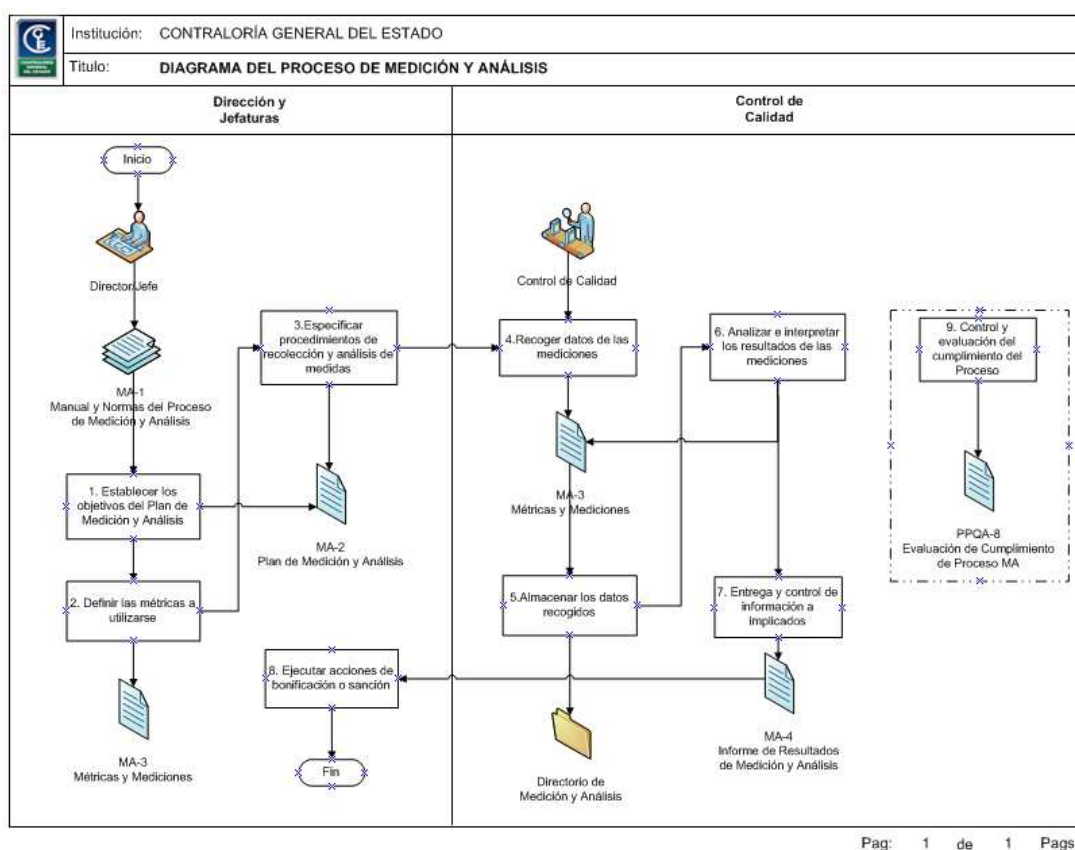 Institución: CONTRALORÍA GENERAL DEL ESTADO
Título: DIAGRAMA DEL PROCESO DE MEDICIÓN Y ANÁLISIS
Dirección y
Jefaturas
Control de
Calidad
Inicio
Director/Jefe
MA-1
Manual y Normas del Proceso
de Medición y Análisis
1. Establecer los
objetivos del Plan de
Medición y Análisis
2. Definir las métricas a
utilizarse
MA-3
Métricas y Mediciones
3.Especificar
procedimientos de
recolección y análisis de
medidas
MA-2
Plan de Medición y Análisis
8. Ejecutar acciones de
bonificación o sanción
Fin
Control de Calidad
4.Recoger datos de las
mediciones
MA-3
Métricas y Mediciones
5.Almacenar los datos
recogidos
Directorio de
Medición y Análisis
6. Analizar e interpretar
los resultados de las
mediciones
7. Entrega y control de
información a
implicados
MA-4
Informe de Resultados
de Medición y Análisis
9. Control y
evaluación del
cumplimiento del
Proceso
PPQA-8
Evaluación de Cumplimiento
de Proceso MA
Pag: 1 de 1 Pags